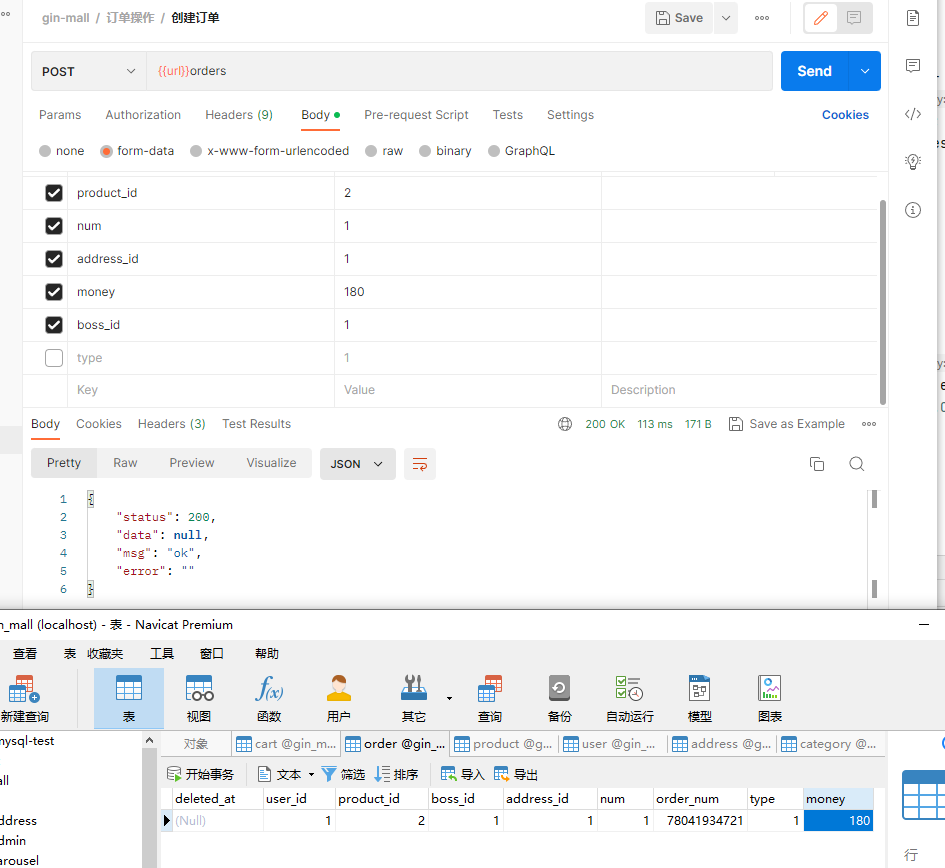 gin-mall / 订单操作 / 创建订单
Save
POST
{{url}}orders
Send
Params Authorization Headers (9) Body Pre-request Script Tests Settings Cookies
none form-data x-www-form-urlencoded raw binary GraphQL
product_id 2
num 1
address_id 1
money 180
boss_id 1
type 1
Key Value Description
Body Cookies Headers (3) Test Results 200 OK 113 ms 171 B Save as Example
Pretty Raw Preview Visualize JSON
1 {
2 "status": 200,
3 "data": null,
4 "msg": "ok",
5 "error": ""
6 }
n_mall (localhost) - 表 - Navicat Premium
查看 表 收藏夹 工具 窗口 帮助
新建查询 表 视图 函数 用户 其它 查询 备份 自动运行 模型 图表
mysql-test
对象 cart @gin_m... order @gin_... product @g... user @gin_... address @g... category @...
开始事务 文本 筛选 排序 导入 导出
all
deleted_at user_id product_id boss_id address_id num order_num type money
(Null) 1 2 1 1 1 78041934721 1 180
ddress
dmin
arousel
行